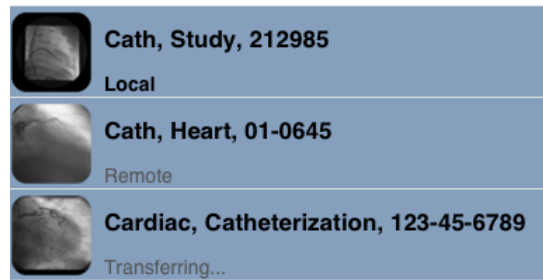 Cath, Study, 212985
Local
Cath, Heart, 01-0645
Remote
Cardiac, Catheterization, 123-45-6789
Transferring...